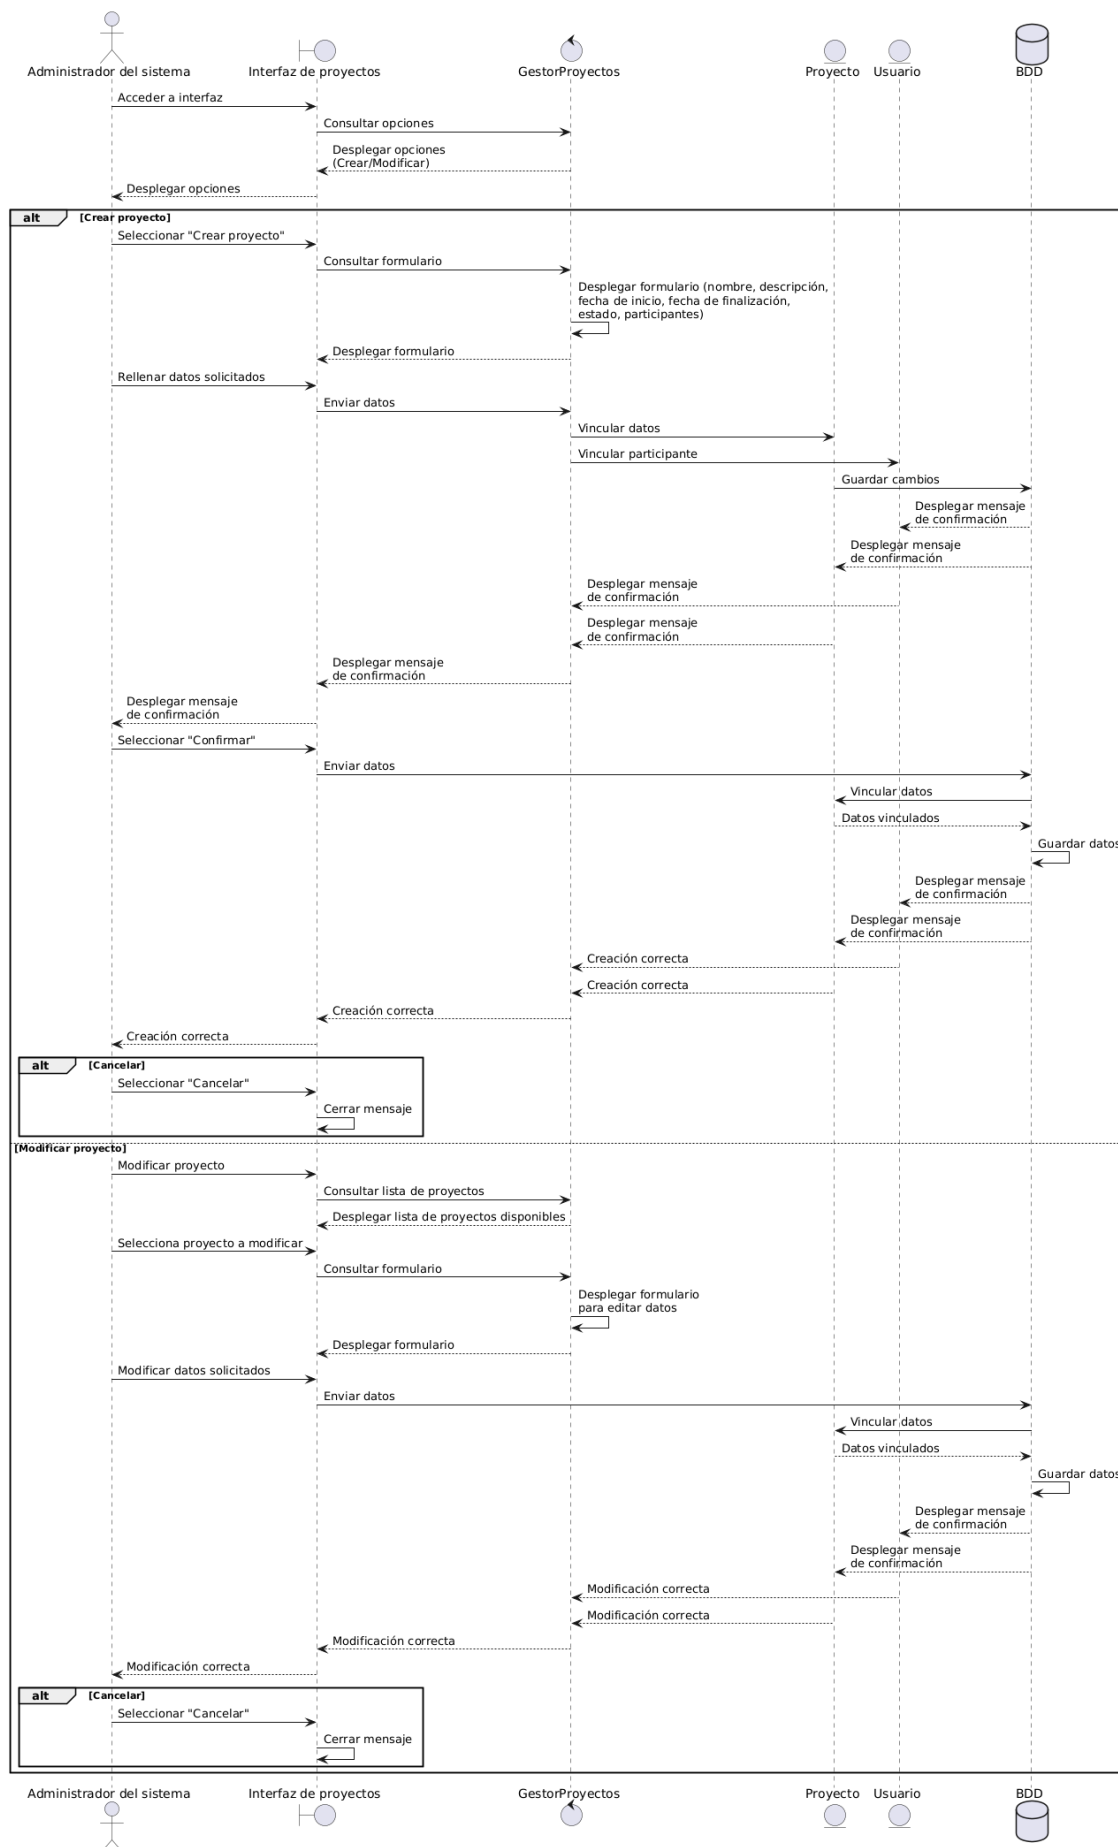 Administrador del sistema
Interfaz de proyectos
GestorProyectos
Proyecto
Usuario
BDD
Acceder a interfaz
Consultar opciones
Desplegar opciones
(Crear/Modificar)
Desplegar opciones
alt
[Crear proyecto]
Seleccionar "Crear proyecto"
Consultar formulario
Desplegar formulario (nombre, descripción,
fecha de inicio, fecha de finalización,
estado, participantes)
Desplegar formulario
Rellenar datos solicitados
Enviar datos
Vincular datos
Vincular participante
Guardar cambios
Desplegar mensaje
de confirmación
Desplegar mensaje
de confirmación
Desplegar mensaje
de confirmación
Desplegar mensaje
de confirmación
Desplegar mensaje
de confirmación
Desplegar mensaje
de confirmación
Seleccionar "Confirmar"
Enviar datos
Vincular datos
Datos vinculados
Guardar datos
Desplegar mensaje
de confirmación
Desplegar mensaje
de confirmación
Creación correcta
Creación correcta
Creación correcta
Creación correcta
alt
[Cancelar]
Seleccionar "Cancelar"
Cerrar mensaje
[Modificar proyecto]
Modificar proyecto
Consultar lista de proyectos
Desplegar lista de proyectos disponibles
Selecciona proyecto a modificar
Consultar formulario
Desplegar formulario
para editar datos
Desplegar formulario
Modificar datos solicitados
Enviar datos
Vincular datos
Datos vinculados
Guardar datos
Desplegar mensaje
de confirmación
Desplegar mensaje
de confirmación
Modificación correcta
Modificación correcta
Modificación correcta
Modificación correcta
alt
[Cancelar]
Seleccionar "Cancelar"
Cerrar mensaje
Administrador del sistema
Interfaz de proyectos
GestorProyectos
Proyecto
Usuario
BDD